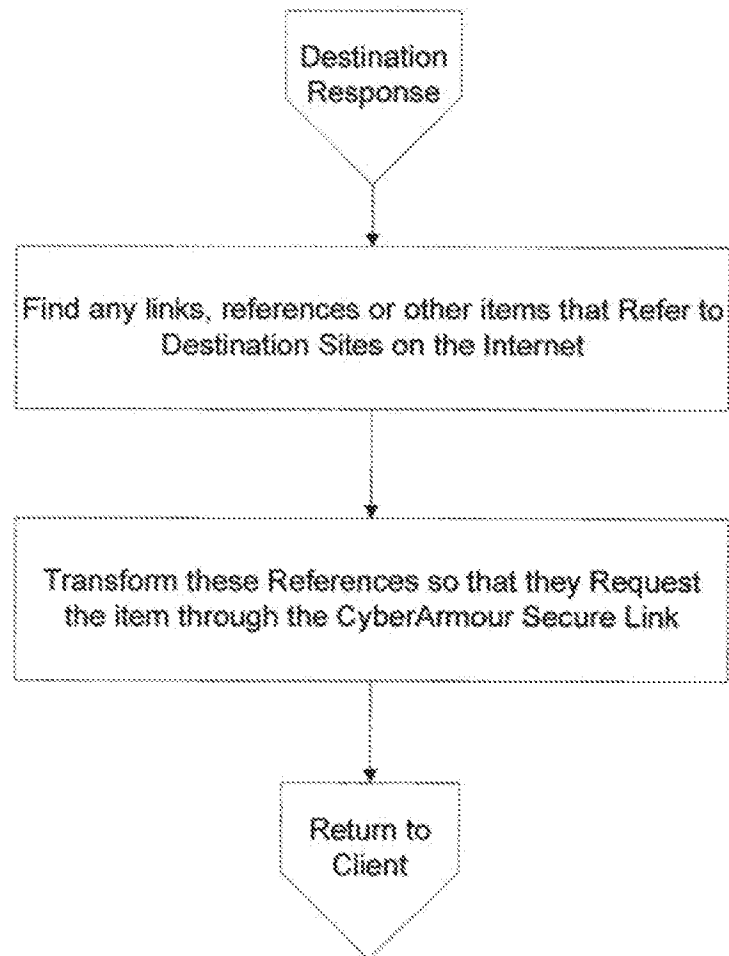 Destination
Response
Find any links, references or other items that Refer to
Destination Sites on the Internet
Transform these References so that they Request
the item through the CyberArmour Secure Link
Return to
Client